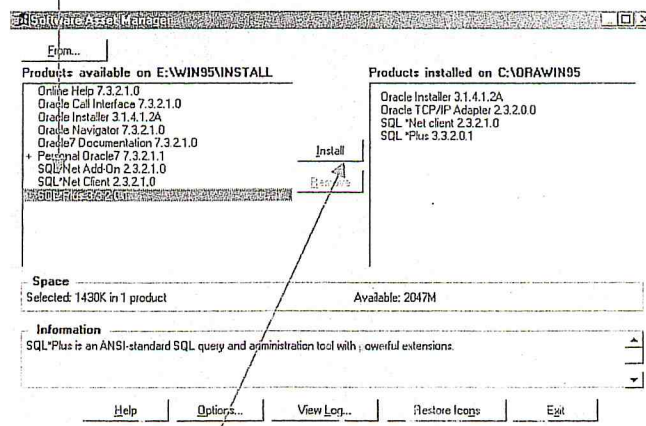 Software Asset Manager
From...
Products available on E:\WIN95\INSTALL
Online Help 7.3.2.1.0
Oracle Call Interface 7.3.2.1.0
Oracle Installer 3.1.4.1.2A
Oracle Navigator 7.3.2.1.0
Oracle7 Documentation 7.3.2.1.0
+ Personal Oracle7 7.3.2.1.1
SQL*Net Add-On 2.3.2.1.0
SQL*Net Client 2.3.2.1.0
SQL*Plus 3.3.2.0.1
Install
Remove
Products installed on C:\ORAWIN95
Oracle Installer 3.1.4.1.2A
Oracle TCP/IP Adapter 2.3.2.0.0
SQL *Net client 2.3.2.1.0
SQL *Plus 3.3.2.0.1
Space
Selected: 1430K in 1 product
Available: 2047M
Information
SQL*Plus is an ANSI-standard SQL query and administration tool with powerful extensions.
Help
Options...
View Log...
Restore Icons
Exit